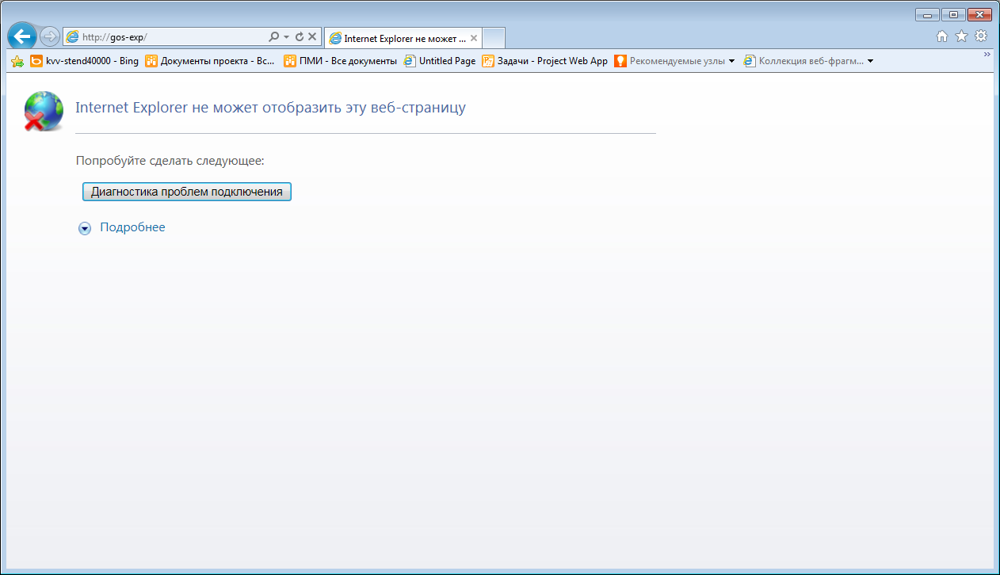 http://gos-exp/
Internet Explorer не может ...
kvv-stend40000 - Bing Документы проекта - Вс... ПМИ - Все документы Untitled Page Задачи - Project Web App Рекомендуемые узлы Коллекция веб-фрагм...
Internet Explorer не может отобразить эту веб-страницу
Попробуйте сделать следующее:
Диагностика проблем подключения
Подробнее